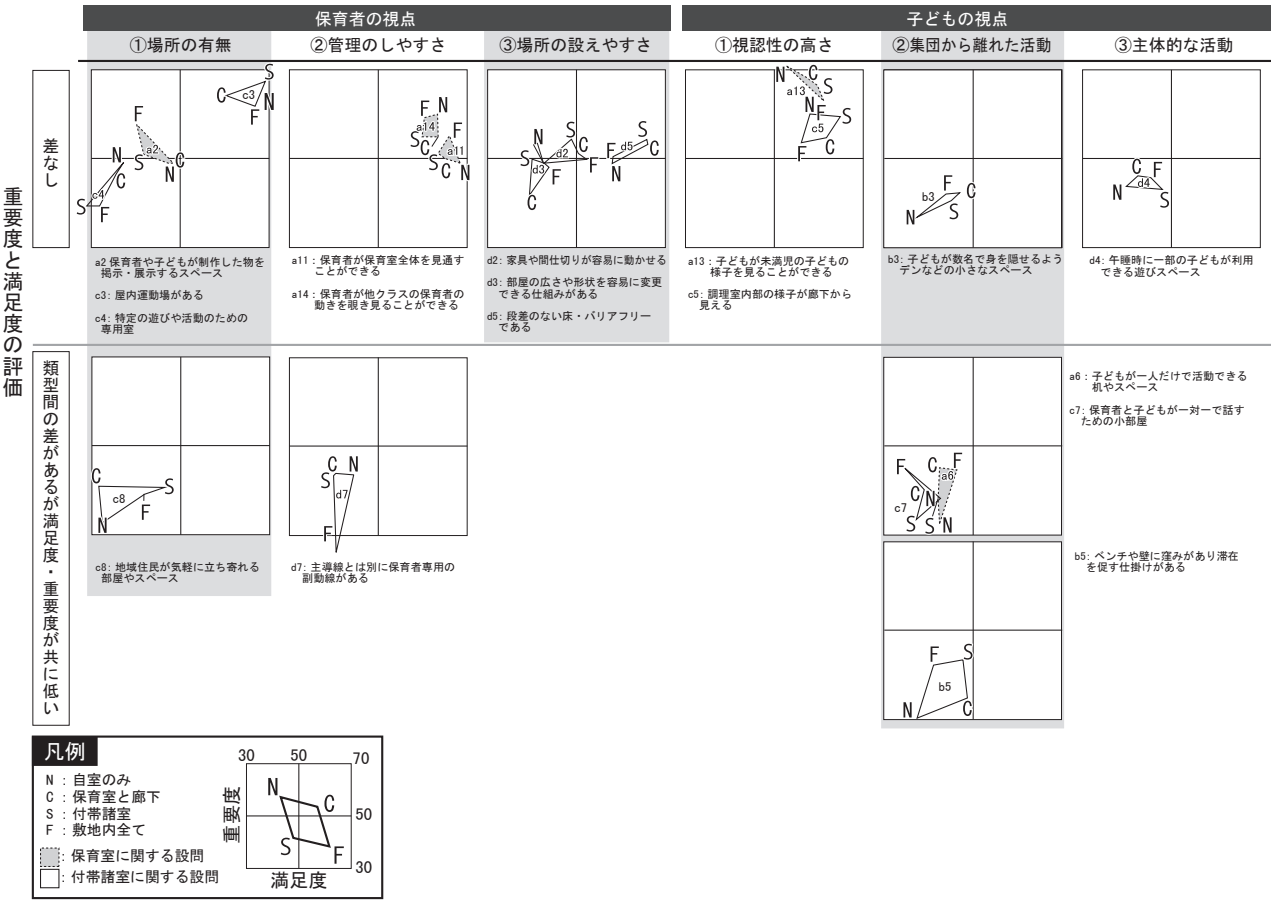 保育者の視点
子どもの視点
①場所の有無
②管理のしやすさ
③場所の設えやすさ
①視認性の高さ
②集団から離れた活動
③主体的な活動
重要度と満足度の評価
差なし
S
C
c3
N
F
F
a2
N
S
C
N
C
c4
S
F
F
N
a14
S
C
F
a11
S
C
N
N
S
d2
C
S
d3
F
F
C
S
d5
F
C
N
N
C
S
a13
N
F
S
c5
F
C
F
b3
C
N
S
C
F
d4
N
S
a2 保育者や子どもが制作した物を
掲示・展示するスペース
c3: 屋内運動場がある
c4: 特定の遊びや活動のための
専用室
a11: 保育者が保育室全体を見通す
ことができる
a14: 保育者が他クラスの保育者の
動きを覗き見ることができる
d2: 家具や間仕切りが容易に動かせる
d3: 部屋の広さや形状を容易に変更
できる仕組みがある
d5: 段差のない床・バリアフリー
である
a13: 子どもが未満児の子どもの
様子を見ることができる
c5: 調理室内部の様子が廊下から
見える
b3: 子どもが数名で身を隠せるよう
デンなどの小さなスペース
d4: 午睡時に一部の子どもが利用
できる遊びスペース
類型間の差があるが満足度・重要度が共に低い
C
S
c8
F
N
C
N
S
d7
F
F
C
F
a6
C
N
c7
S
S
N
a6: 子どもが一人だけで活動できる
机やスペース
c7: 保育者と子どもが一対一で話す
ための小部屋
c8: 地域住民が気軽に立ち寄れる
部屋やスペース
d7: 主導線とは別に保育者専用の
副動線がある
b5: ベンチや壁に窪みがあり滞在
を促す仕掛けがある
F
S
b5
N
C
凡例
N : 自室のみ
C : 保育室と廊下
S : 付帯諸室
F : 敷地内全て
: 保育室に関する設問
: 付帯諸室に関する設問
30
50
70
重要度
N
C
50
S
F
30
満足度